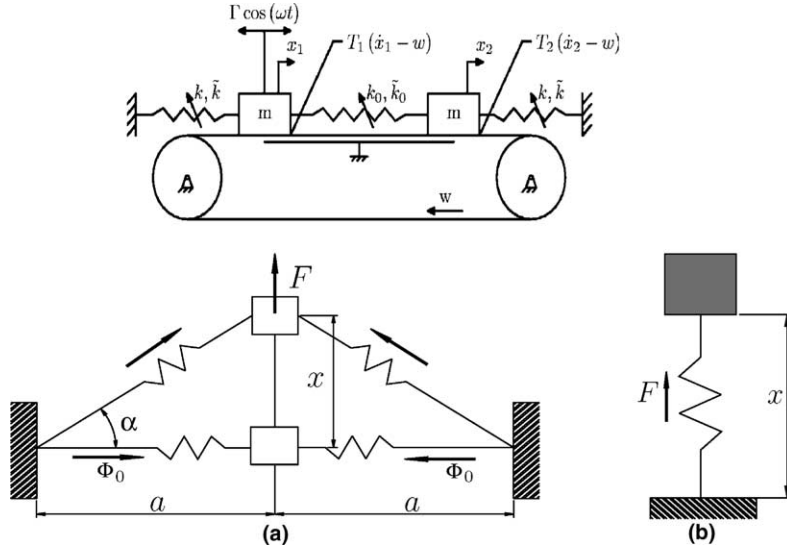 Γ cos (ωt)
x₁ T₁ (ẋ₁ − w) x₂ T₂ (ẋ₂ − w)
k, k̃ m k₀, k̃₀ m k, k̃
w
F
x F x
α
Φ₀ Φ₀
a a
(a) (b)